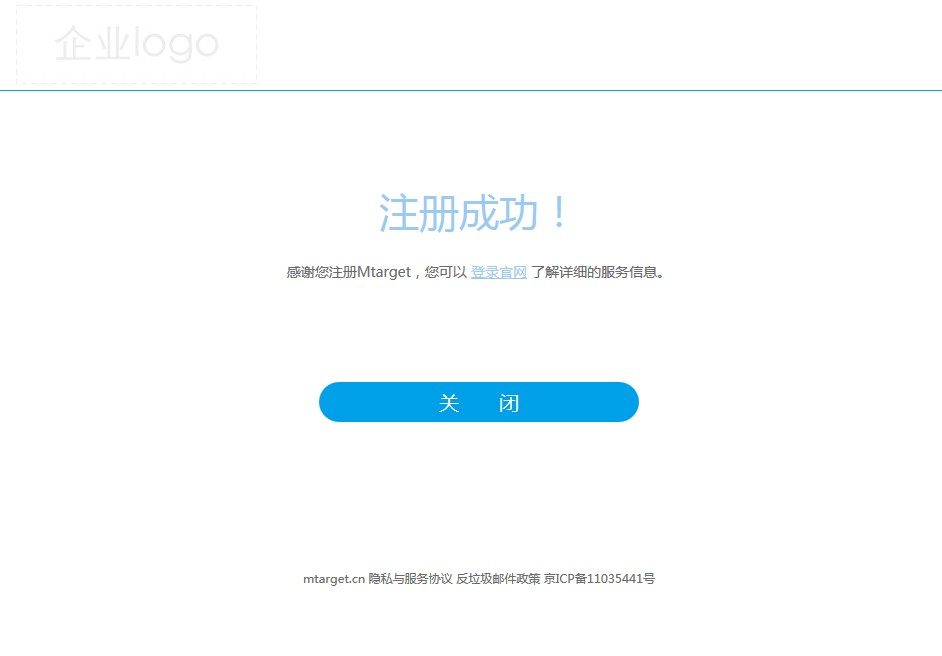 企业logo
注册成功！
感谢您注册Mtarget，您可以 登录官网 了解详细的服务信息。
关 闭
mtarget.cn 隐私与服务协议 反垃圾邮件政策 京ICP备11035441号